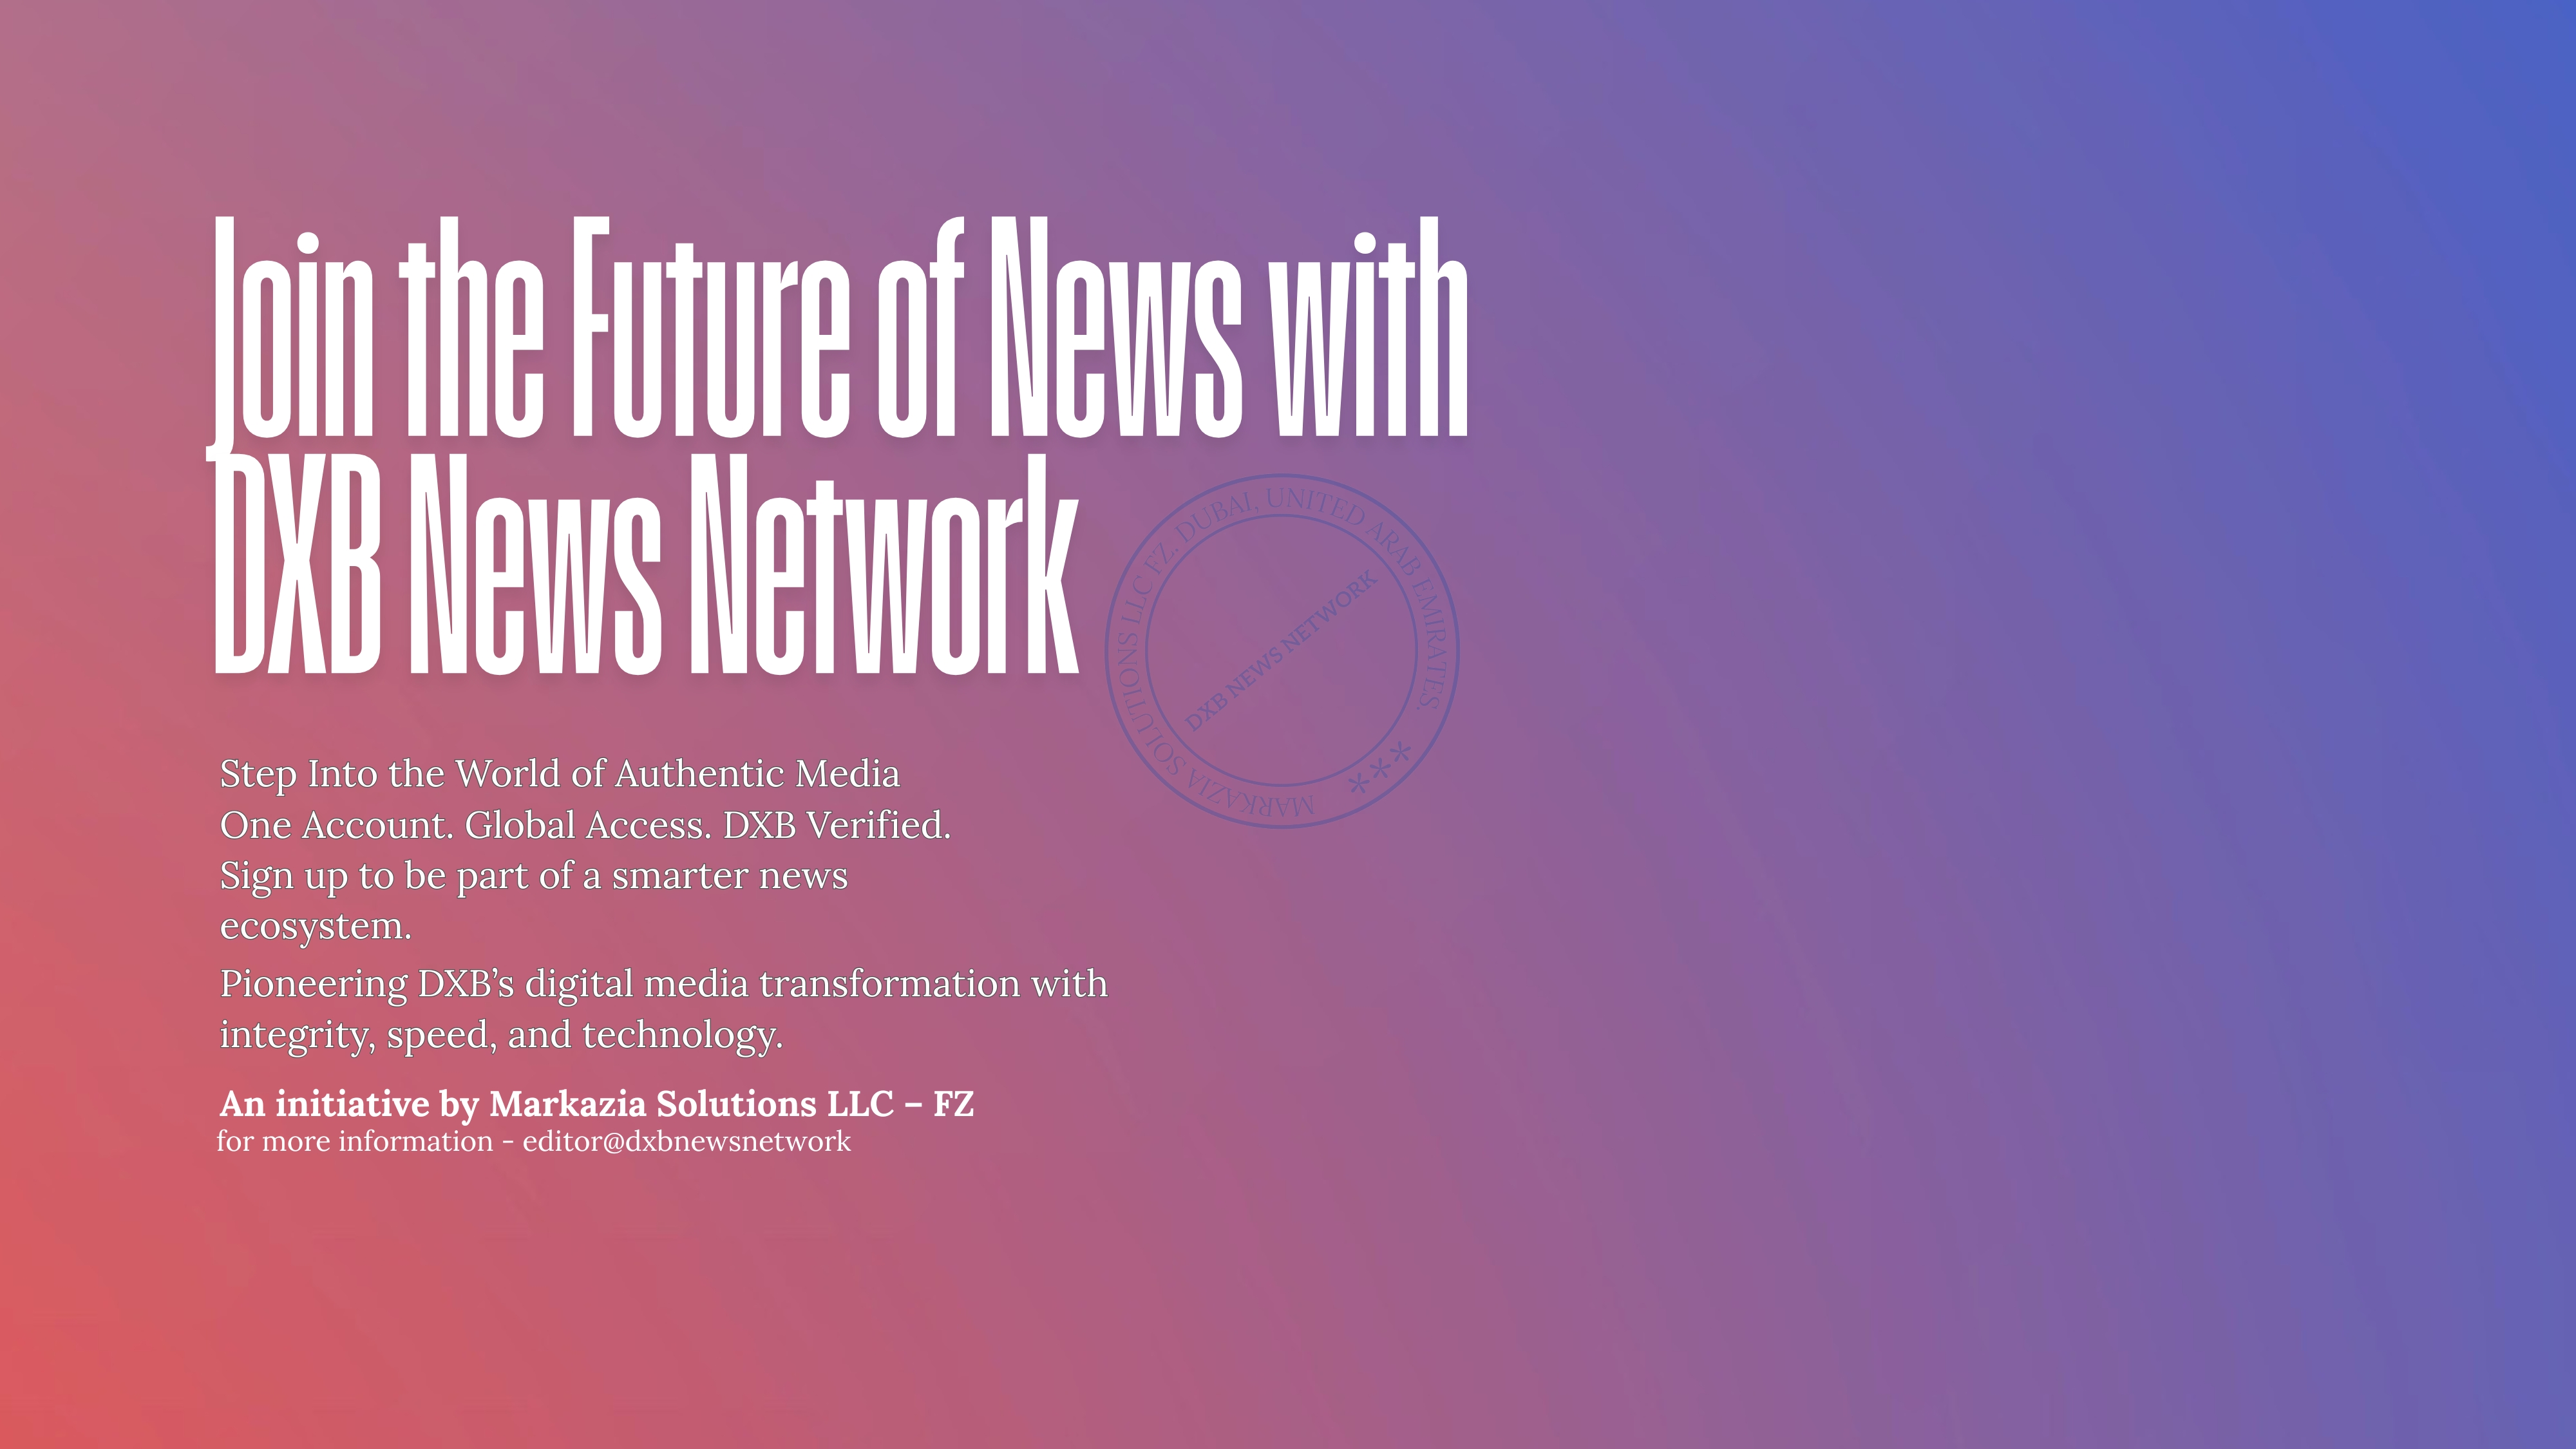 Join the Future of News with
DXB News Network
MARKAZIA SOLUTIONS LLC FZ. DUBAI, UNITED ARAB EMIRATES.
***
DXB NEWS NETWORK
Step Into the World of Authentic Media
One Account. Global Access. DXB Verified.
Sign up to be part of a smarter news
ecosystem.
Pioneering DXB’s digital media transformation with
integrity, speed, and technology.
An initiative by Markazia Solutions LLC – FZ
for more information - editor@dxbnewsnetwork